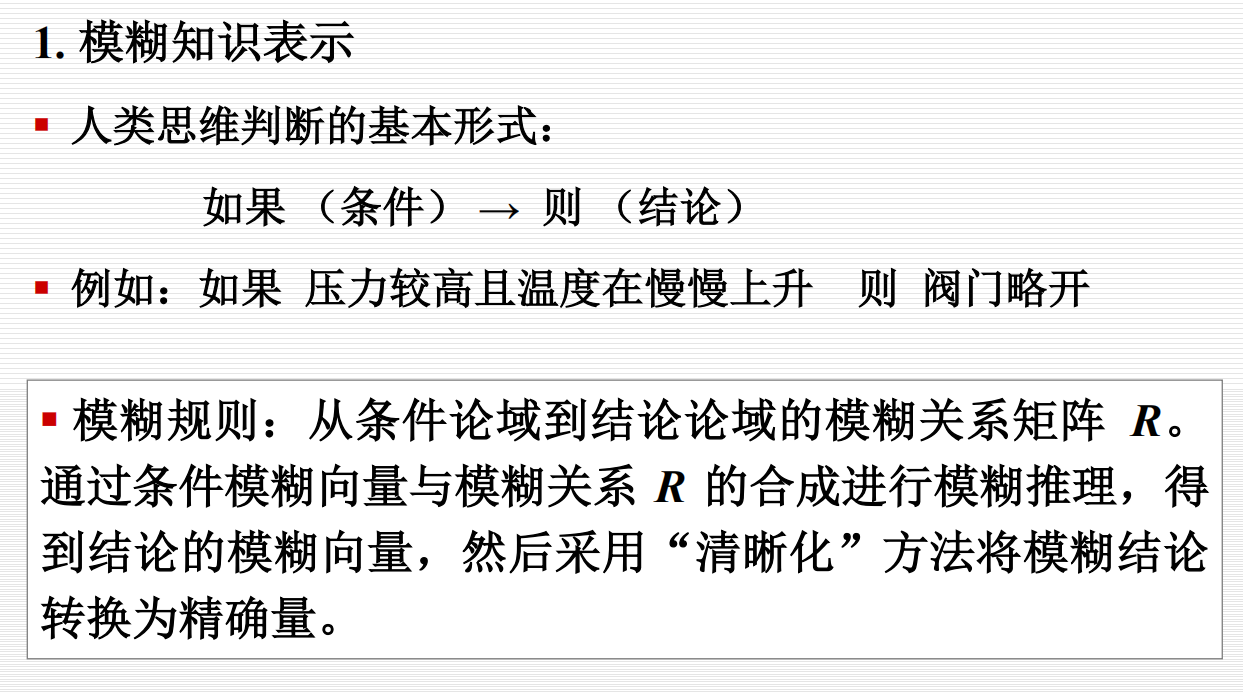 1. 模糊知识表示
▪ 人类思维判断的基本形式：
如果 （条件） → 则 （结论）
▪ 例如：如果 压力较高且温度在慢慢上升 则 阀门略开
▪ 模糊规则：从条件论域到结论论域的模糊关系矩阵 R。
通过条件模糊向量与模糊关系 R 的合成进行模糊推理，得
到结论的模糊向量，然后采用“清晰化”方法将模糊结论
转换为精确量。